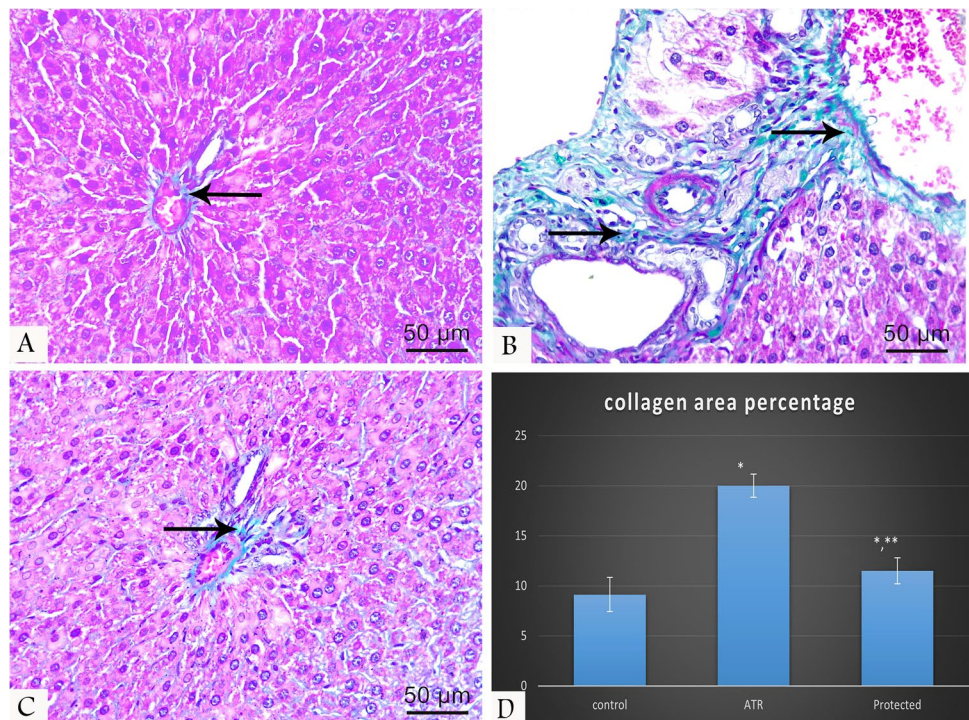 A
50 µm
B
50 µm
C
50 µm
collagen area percentage
25
20
15
10
5
0
*
*,**
control ATR Protected
D